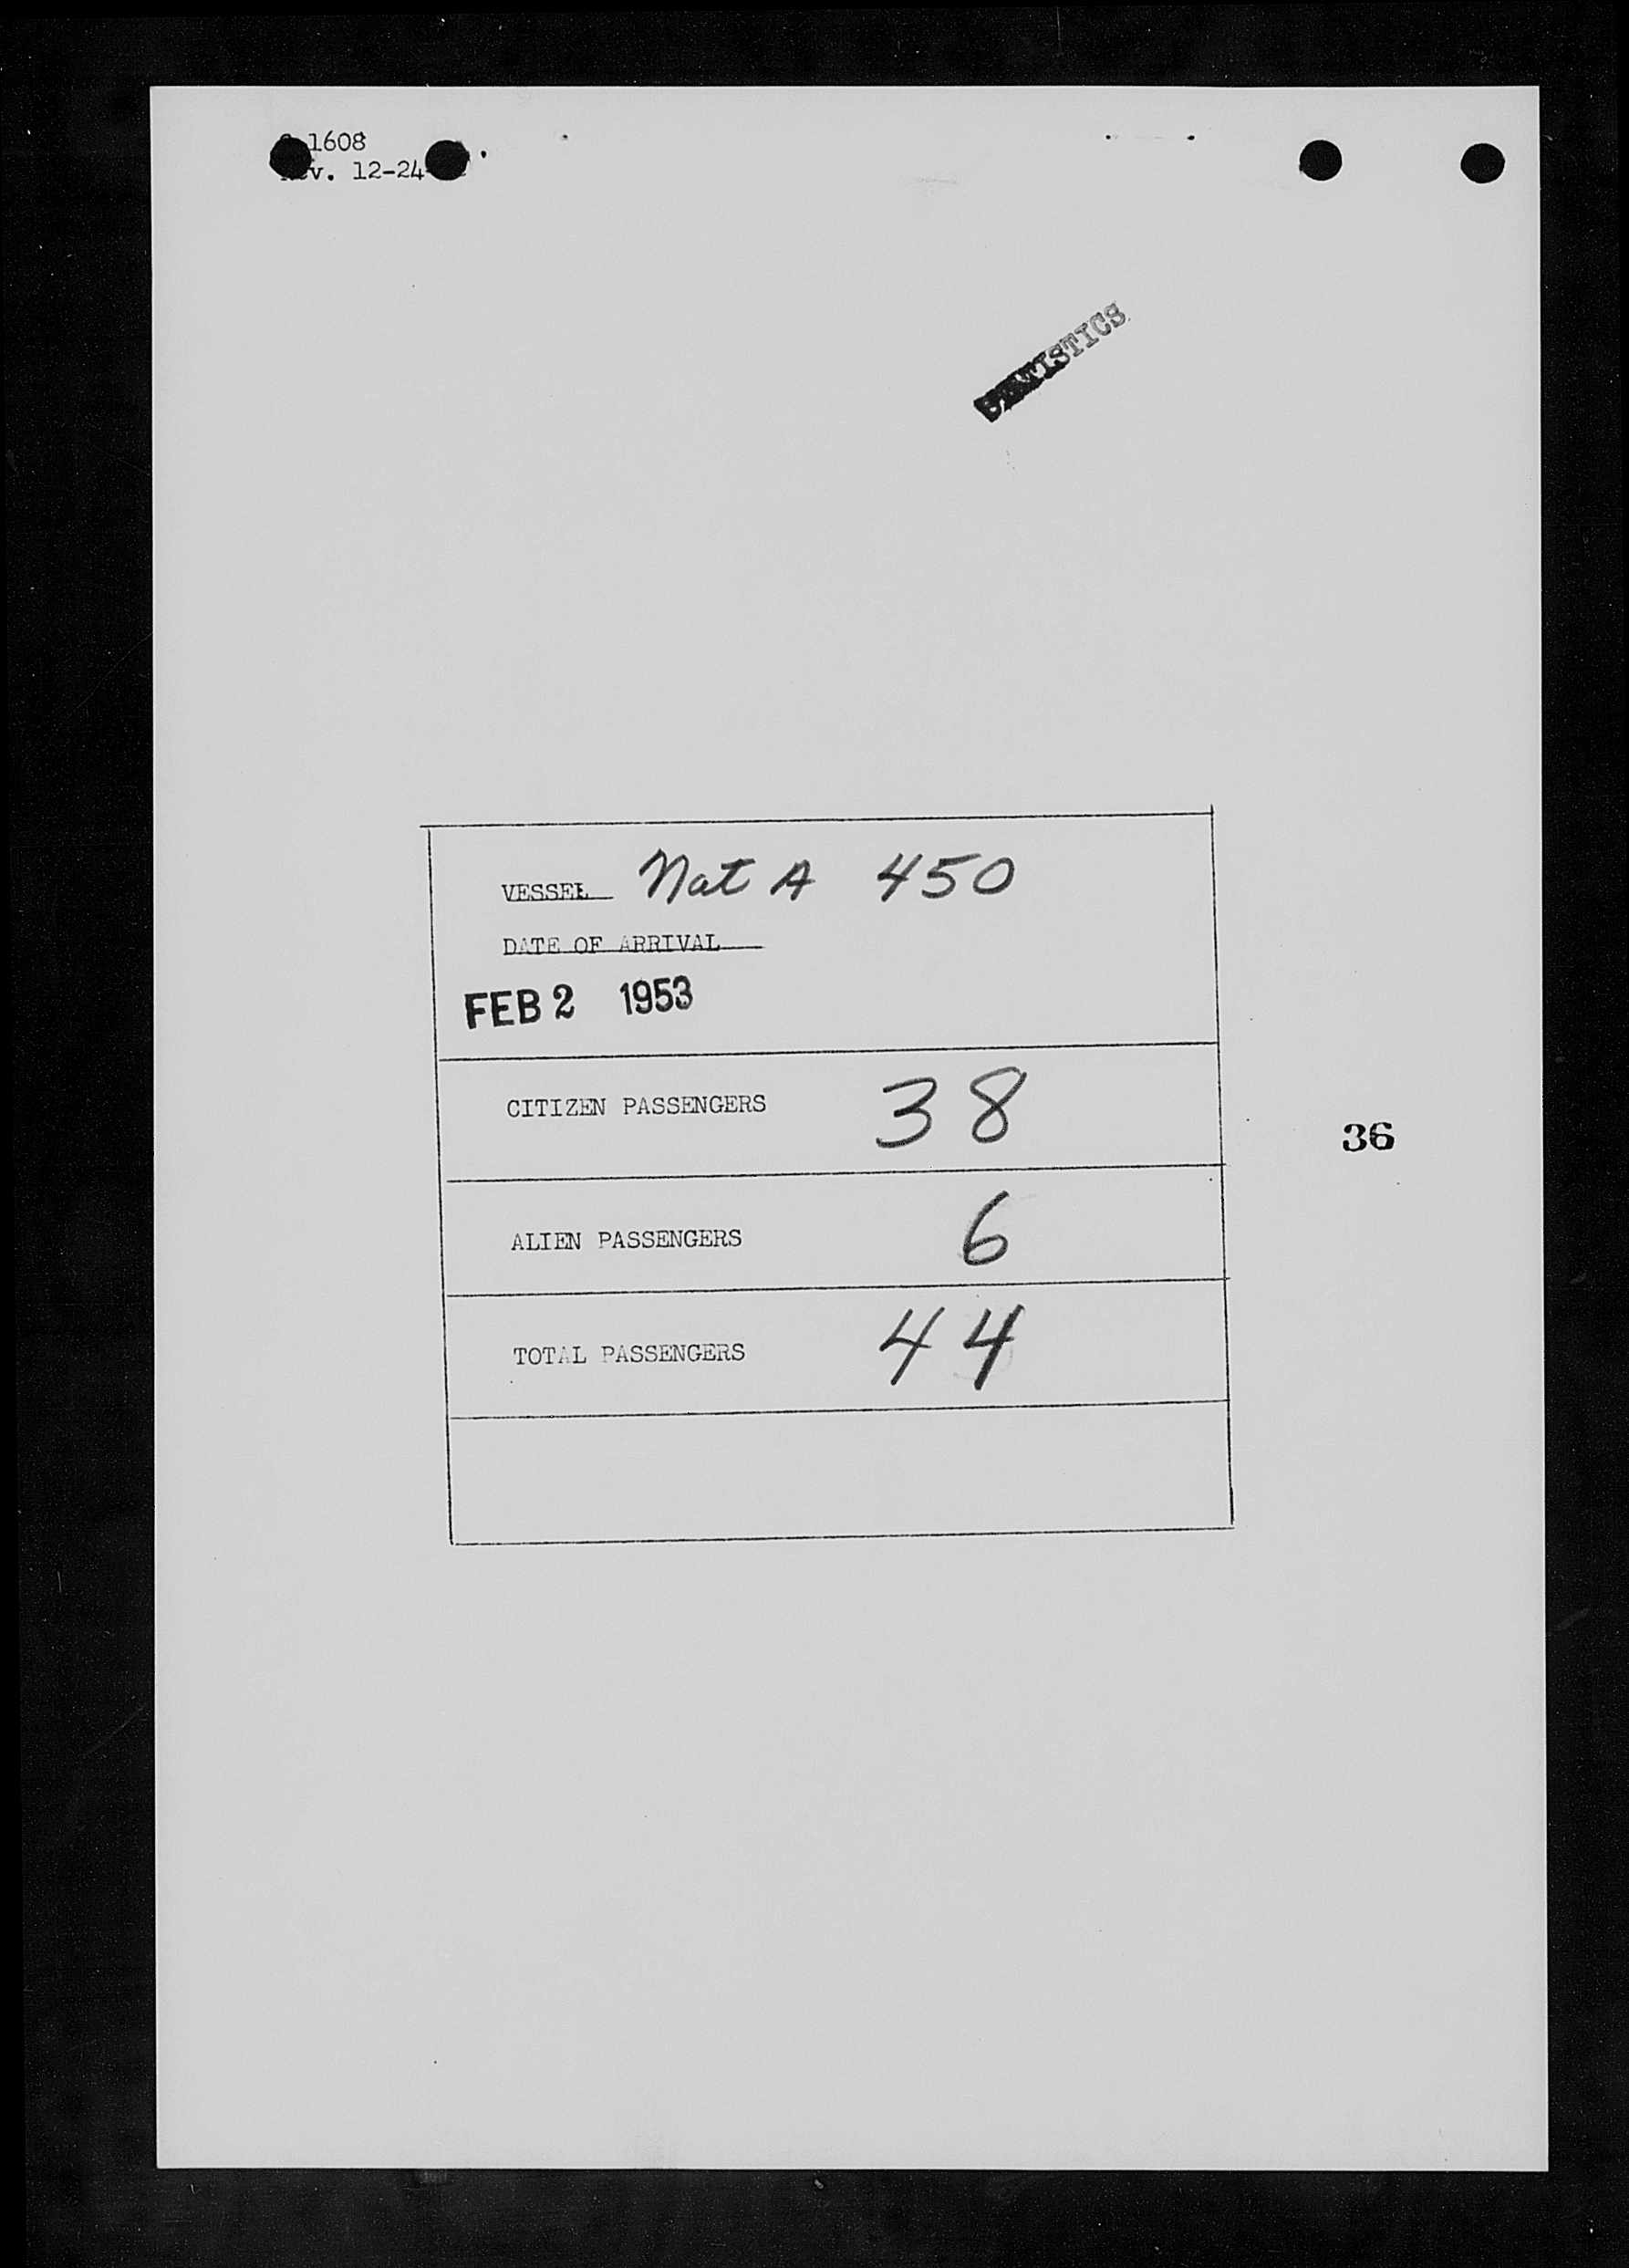 1608
v. 12-24
STATISTICS
VESSEL Nat A 450
DATE OF ARRIVAL
FEB 2 1953
CITIZEN PASSENGERS 38
36
ALIEN PASSENGERS 6
TOTAL PASSENGERS 44